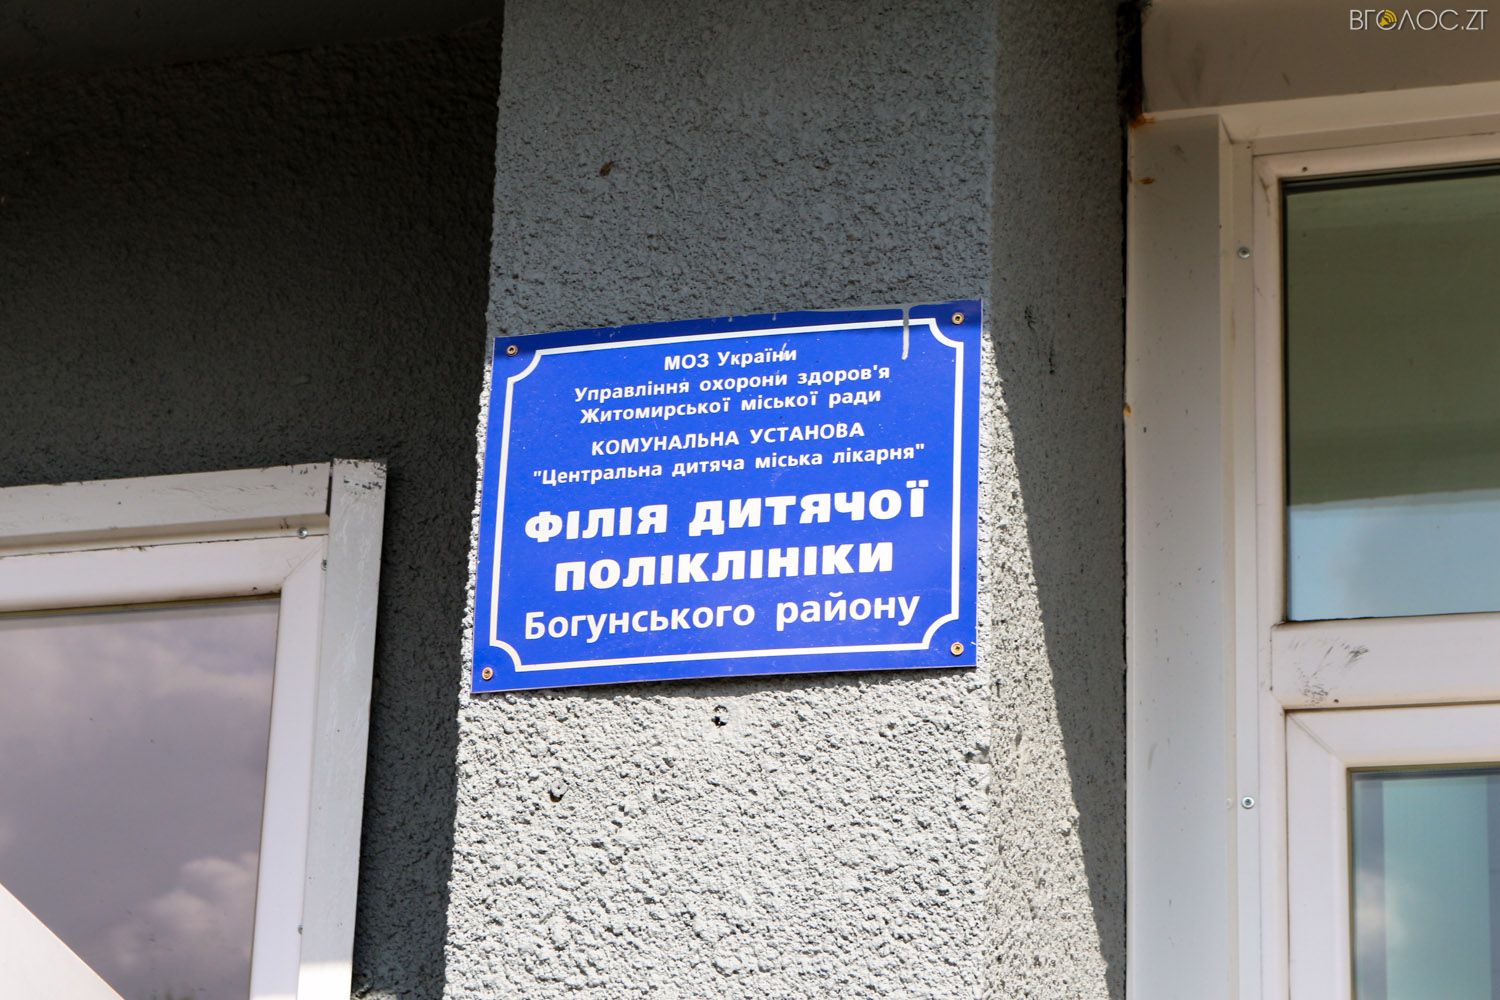 ВГОЛОС.ZT
МОЗ України
Управління охорони здоров'я
Житомирської міської ради
КОМУНАЛЬНА УСТАНОВА
"Центральна дитяча міська лікарня"
ФІЛІЯ ДИТЯЧОЇ
ПОЛІКЛІНІКИ
Богунського району